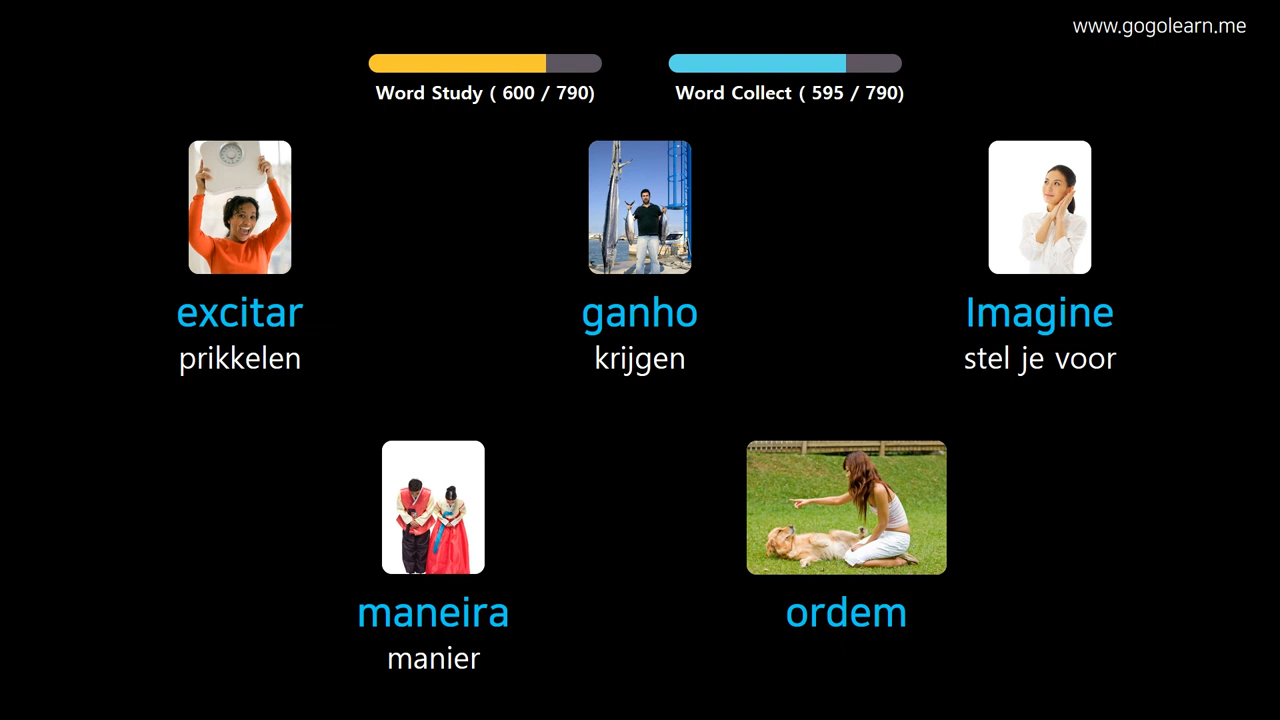 www.gogolearn.me
Word Study ( 600 / 790)
Word Collect ( 595 / 790)
excitar
prikkelen
ganho
krijgen
Imagine
stel je voor
maneira
manier
ordem